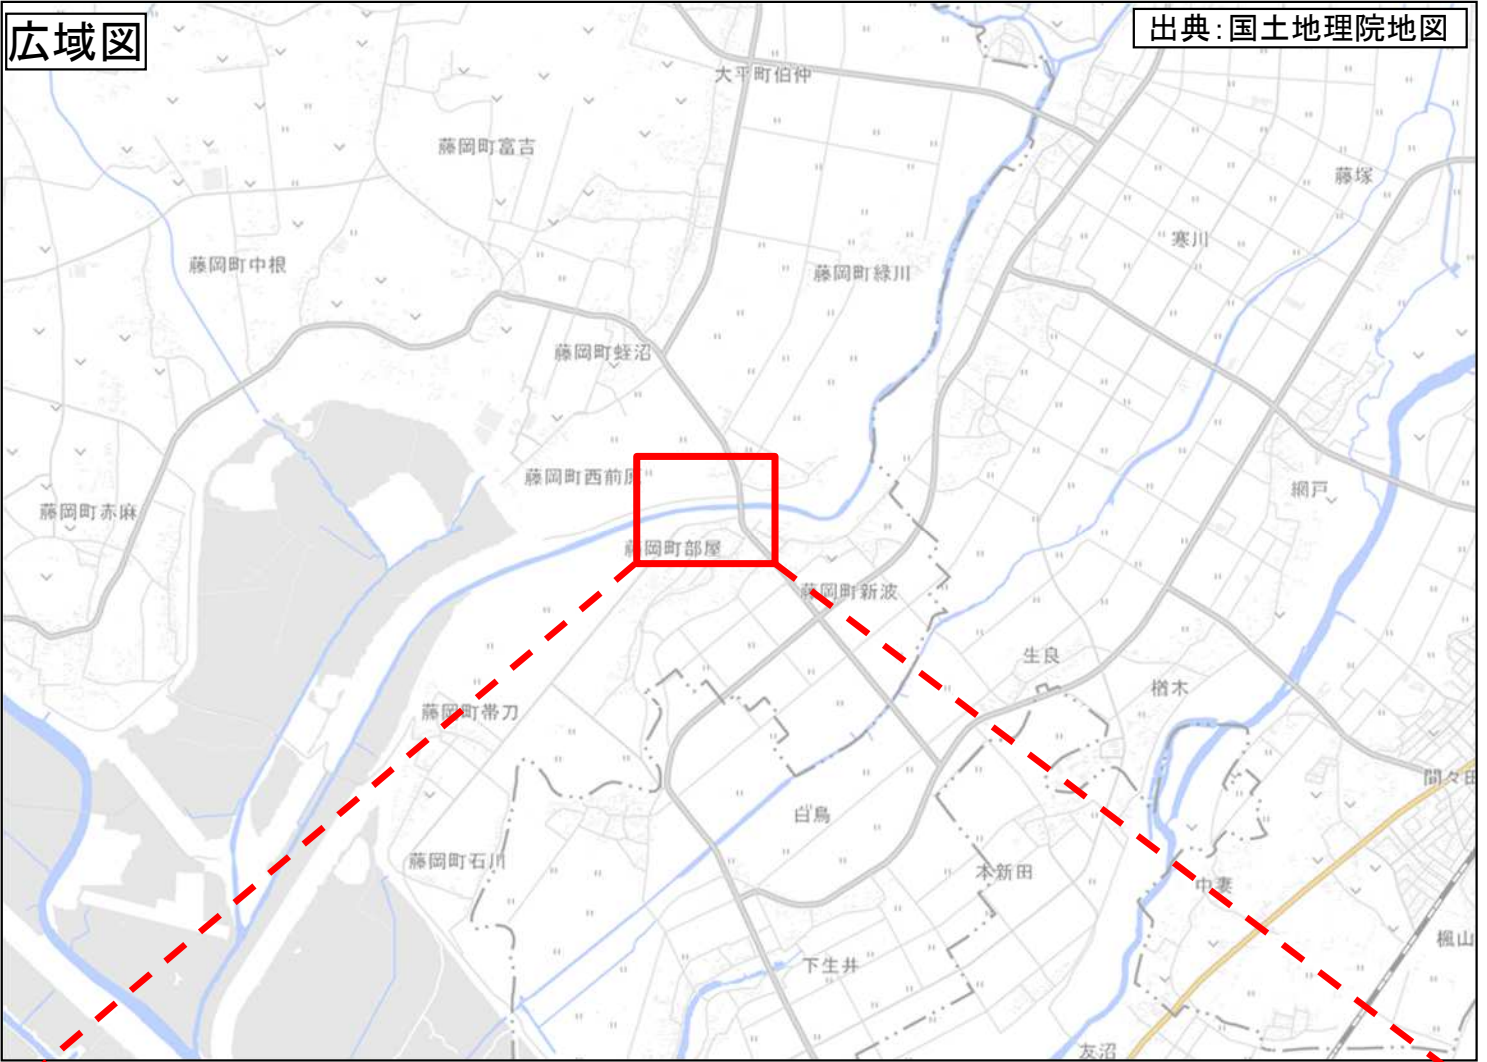 広域図
出典:国土地理院地図
大平町伯仲
藤岡町富吉
藤塚
寒川
藤岡町中根
藤岡町緑川
藤岡町蛭沼
藤岡町西前原
網戸
藤岡町赤麻
藤岡町部屋
藤岡町新波
生良
楢木
藤岡町帯刀
間々田
白鳥
藤岡町石川
本新田
中妻
楓山
下生井
友沼